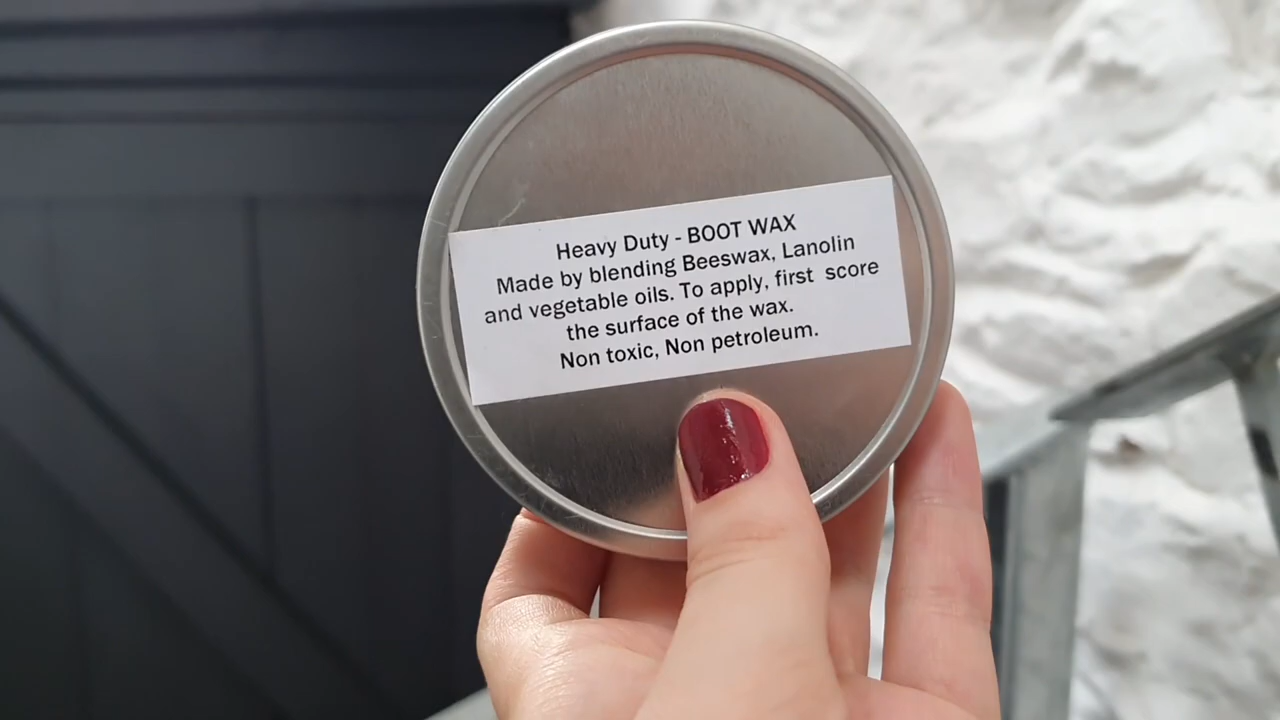 Heavy Duty - BOOT WAX
Made by blending Beeswax, Lanolin
and vegetable oils. To apply, first score
the surface of the wax.
Non toxic, Non petroleum.